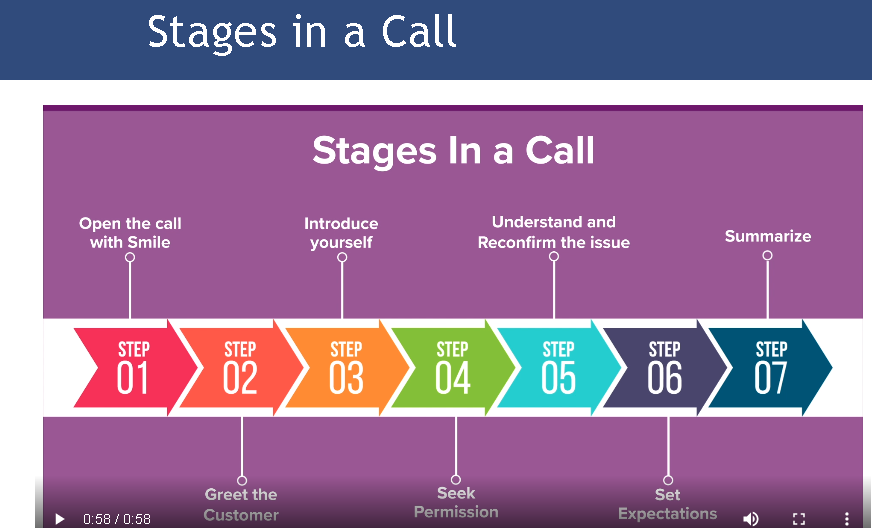 Stages in a Call
Stages In a Call
Open the call
with Smile
Introduce
yourself
Understand and
Reconfirm the issue
Summarize
STEP
01
STEP
02
STEP
03
STEP
04
STEP
05
STEP
06
STEP
07
Greet the
Customer
Seek
Permission
Set
Expectations
0:58 / 0:58